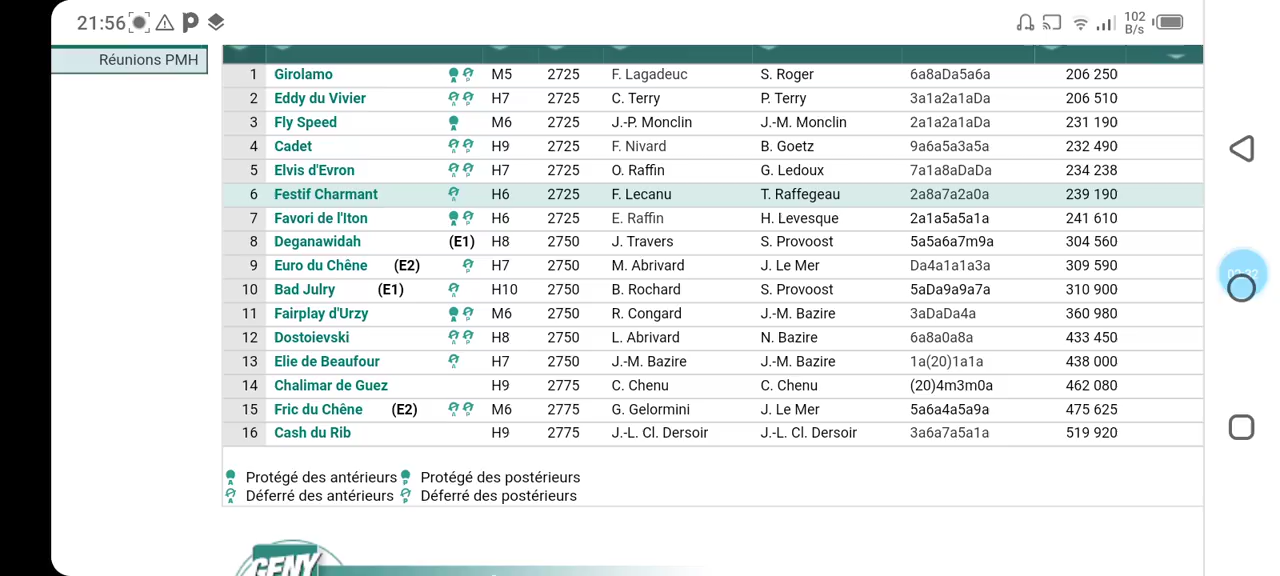 21:56 102 B/s
Réunions PMH
1 Girolamo M5 2725 F. Lagadeuc S. Roger 6a8aDa5a6a 206 250
2 Eddy du Vivier H7 2725 C. Terry P. Terry 3a1a2a1aDa 206 510
3 Fly Speed M6 2725 J.-P. Monclin J.-M. Monclin 2a1a2a1aDa 231 190
4 Cadet H9 2725 F. Nivard B. Goetz 9a6a5a3a5a 232 490
5 Elvis d'Evron H7 2725 O. Raffin G. Ledoux 7a1a8aDaDa 234 238
6 Festif Charmant H6 2725 F. Lecanu T. Raffegeau 2a8a7a2a0a 239 190
7 Favori de l'Iton H6 2725 E. Raffin H. Levesque 2a1a5a5a1a 241 610
8 Deganawidah (E1) H8 2750 J. Travers S. Provoost 5a5a6a7m9a 304 560
9 Euro du Chêne (E2) H7 2750 M. Abrivard J. Le Mer Da4a1a1a3a 309 590
10 Bad Julry (E1) H10 2750 B. Rochard S. Provoost 5aDa9a9a7a 310 900
11 Fairplay d'Urzy M6 2750 R. Congard J.-M. Bazire 3aDaDa4a 360 980
12 Dostoievski H8 2750 L. Abrivard N. Bazire 6a8a0a8a 433 450
13 Elie de Beaufour H7 2750 J.-M. Bazire J.-M. Bazire 1a(20)1a1a 438 000
14 Chalimar de Guez H9 2775 C. Chenu C. Chenu (20)4m3m0a 462 080
15 Fric du Chêne (E2) M6 2775 G. Gelormini J. Le Mer 5a6a4a5a9a 475 625
16 Cash du Rib H9 2775 J.-L. Cl. Dersoir J.-L. Cl. Dersoir 3a6a7a5a1a 519 920
Protégé des antérieurs Protégé des postérieurs
Déferré des antérieurs Déferré des postérieurs
GENY